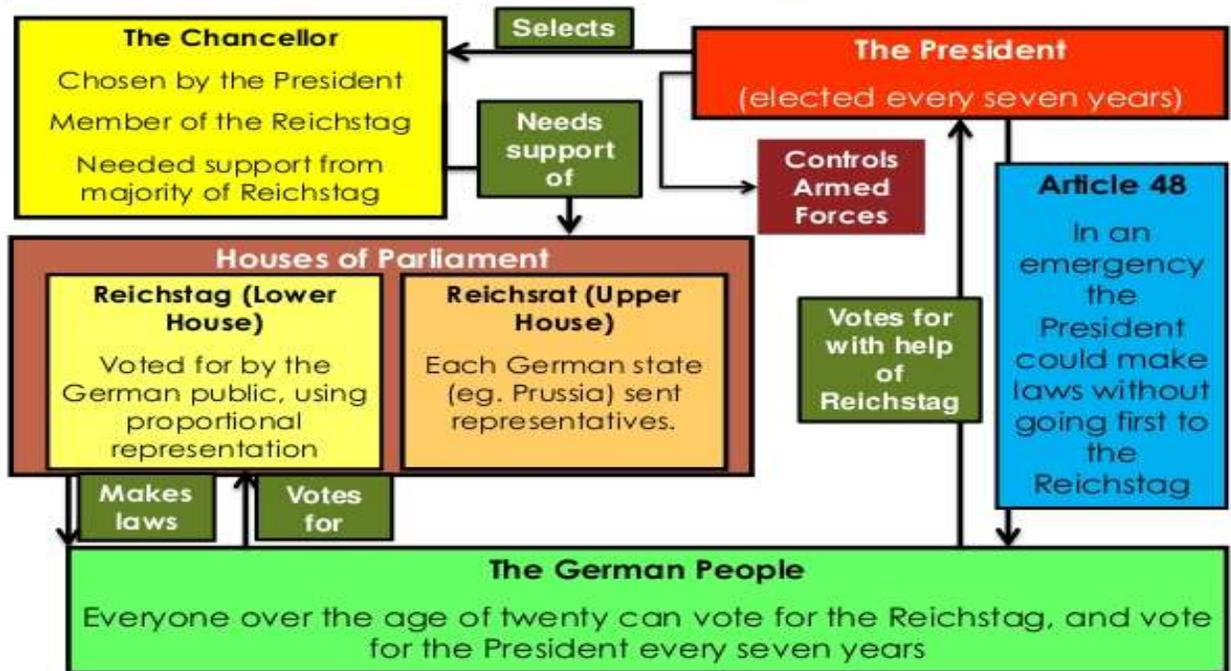 The Chancellor
Chosen by the President
Member of the Reichstag
Needed support from
majority of Reichstag
Selects
The President
(elected every seven years)
Needs
support
of
Controls
Armed
Forces
Article 48
In an
emergency
the
President
could make
laws without
going first to
the
Reichstag
Houses of Parliament
Reichstag (Lower
House)
Voted for by the
German public, using
proportional
representation
Reichsrat (Upper
House)
Each German state
(eg. Prussia) sent
representatives.
Votes for
with help
of
Reichstag
Makes
laws
Votes
for
The German People
Everyone over the age of twenty can vote for the Reichstag, and vote
for the President every seven years